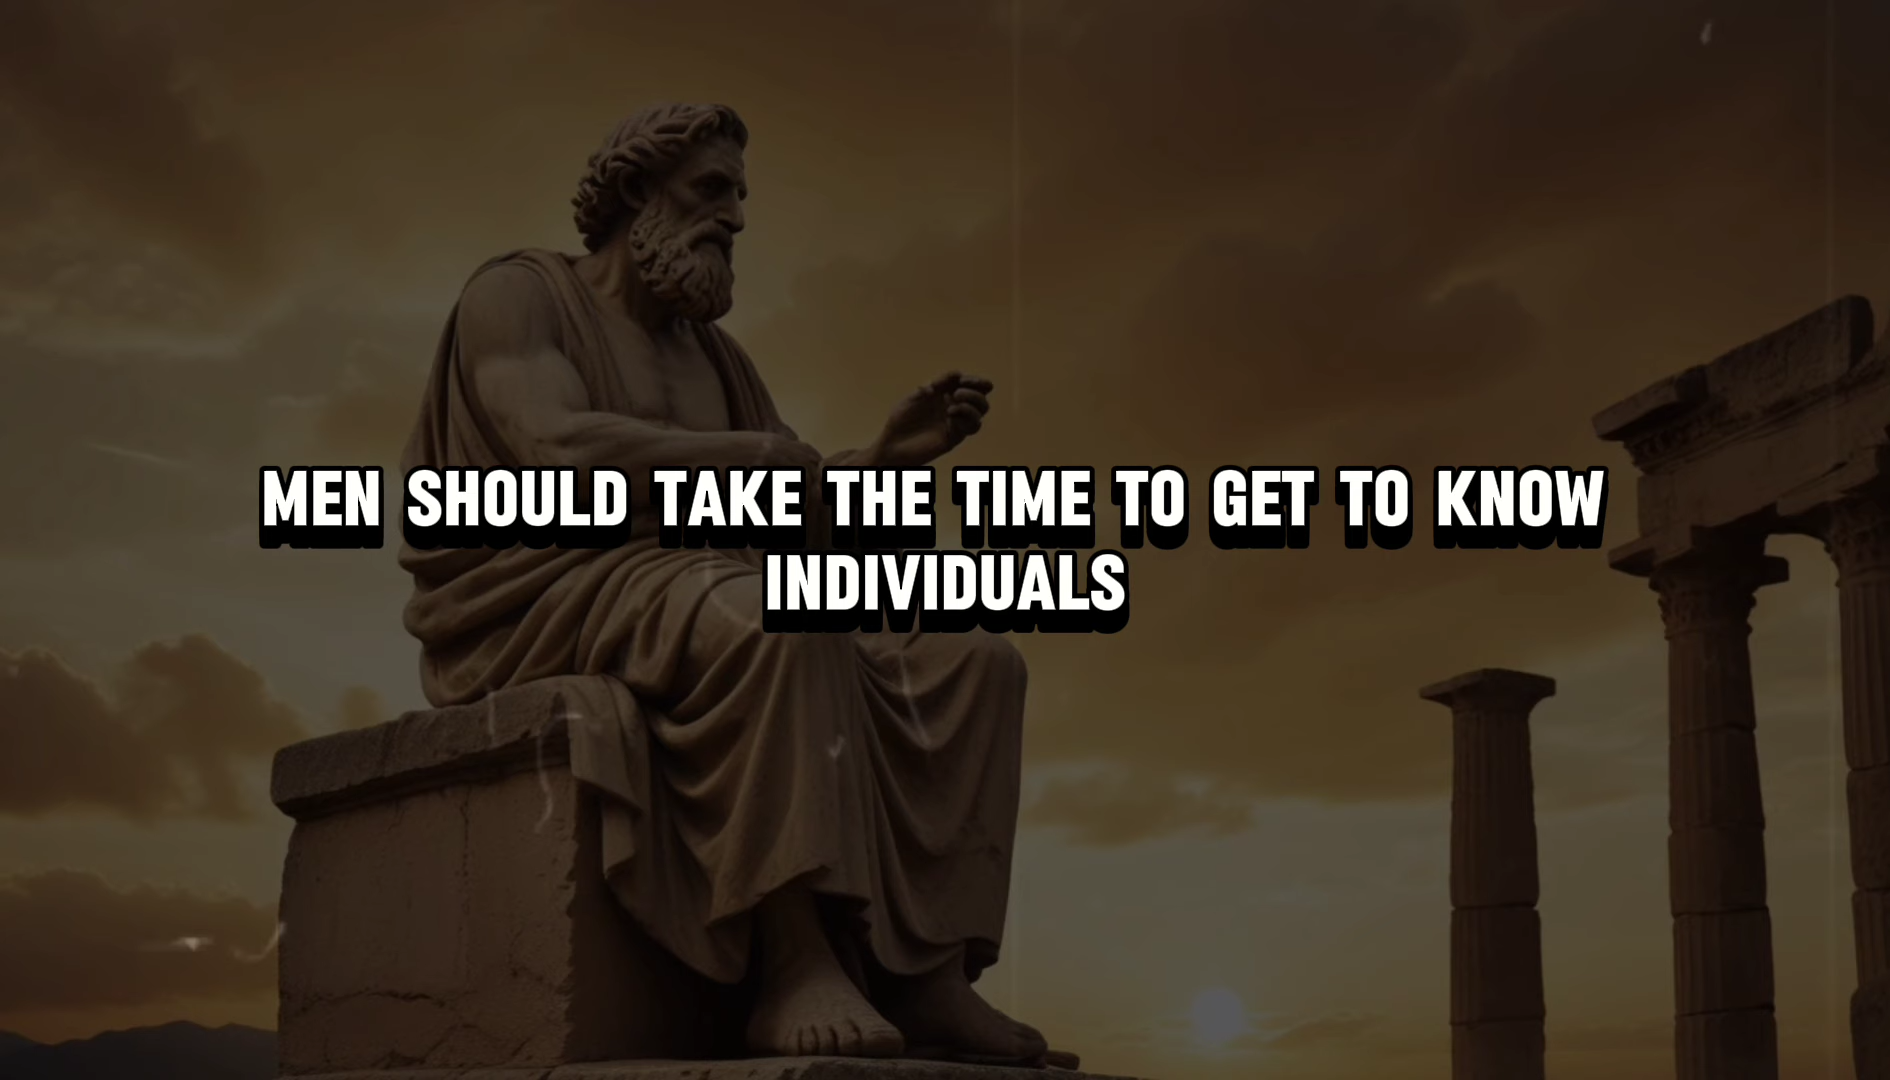 MEN SHOULD TAKE THE TIME TO GET TO KNOW
INDIVIDUALS